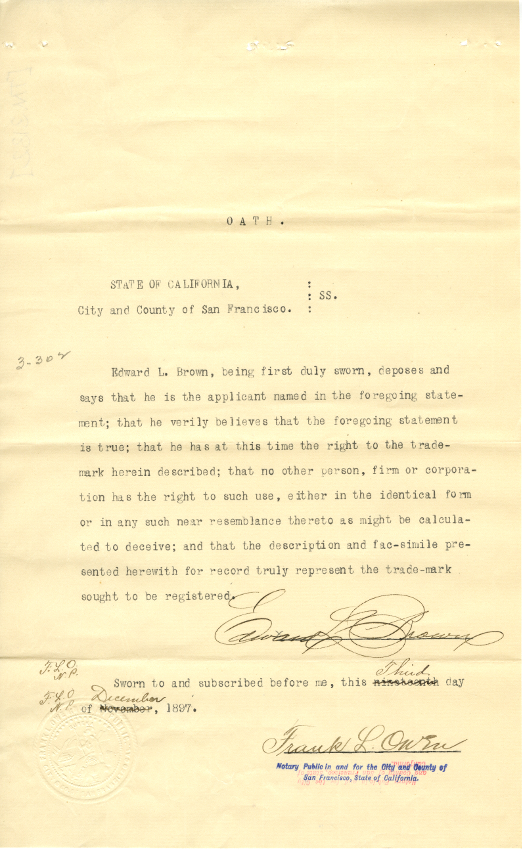 OATH.
STATE OF CALIFORNIA, :
: SS.
City and County of San Francisco. :
3-302
Edward L. Brown, being first duly sworn, deposes and
says that he is the applicant named in the foregoing state-
ment; that he verily believes that the foregoing statement
is true; that he has at this time the right to the trade-
mark herein described; that no other person, firm or corpora-
tion has the right to such use, either in the identical form
or in any such near resemblance thereto as might be calcula-
ted to deceive; and that the description and fac-simile pre-
sented herewith for record truly represent the trade-mark
sought to be registered.
Edward L Brown
F.L.O.
N.P.
Third
Sworn to and subscribed before me, this nineteenth day
F.L.O.
N.P.
December
of November, 1897.
Frank L. Owen
Notary Public in and for the City and County of
San Francisco, State of California.